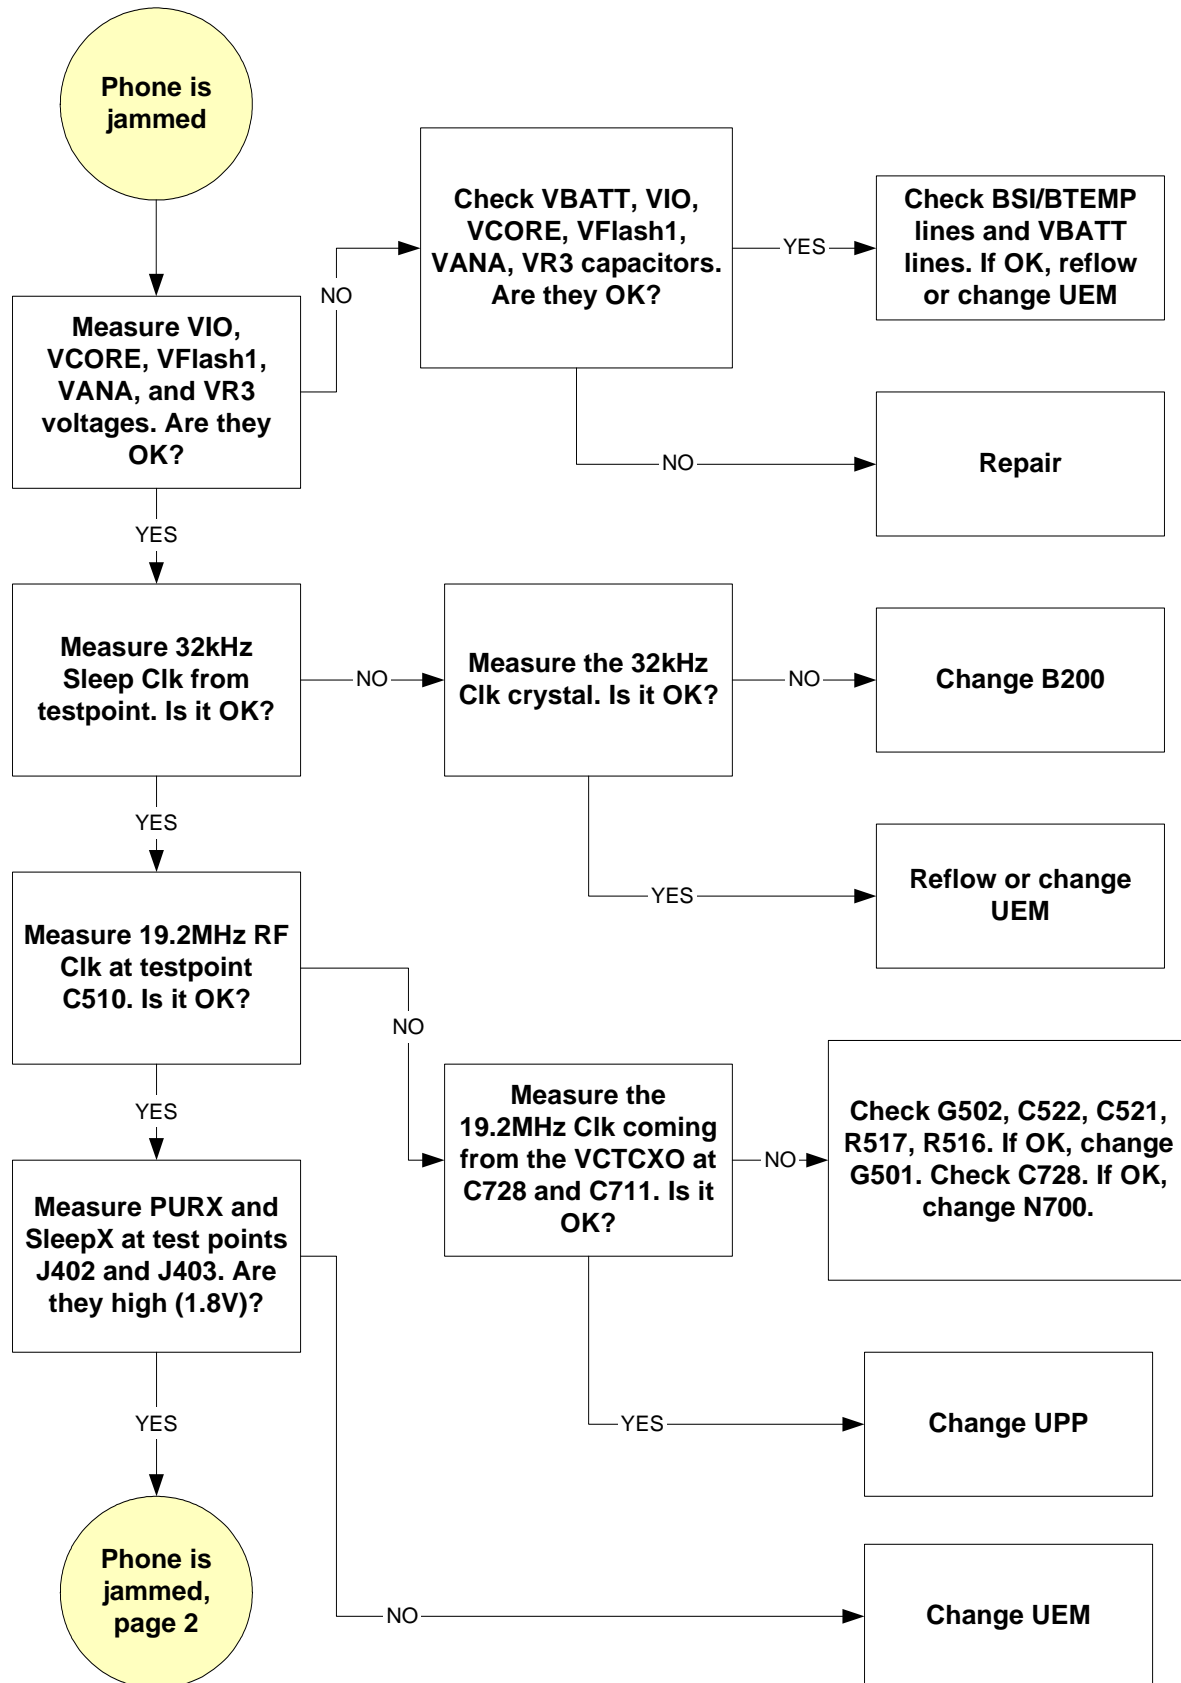 Phone is
jammed
Check VBATT, VIO,
VCORE, VFlash1,
VANA, VR3 capacitors.
Are they OK?
YES
Check BSI/BTEMP
lines and VBATT
lines. If OK, reflow
or change UEM
NO
Measure VIO,
VCORE, VFlash1,
VANA, and VR3
voltages. Are they
OK?
NO
Repair
YES
Measure 32kHz
Sleep Clk from
testpoint. Is it OK?
NO
Measure the 32kHz
Clk crystal. Is it OK?
NO
Change B200
YES
YES
Reflow or change
UEM
Measure 19.2MHz RF
Clk at testpoint
C510. Is it OK?
NO
Measure the
19.2MHz Clk coming
from the VCTCXO at
C728 and C711. Is it
OK?
NO
Check G502, C522, C521,
R517, R516. If OK, change
G501. Check C728. If OK,
change N700.
YES
Measure PURX and
SleepX at test points
J402 and J403. Are
they high (1.8V)?
YES
Change UPP
YES
Phone is
jammed,
page 2
NO
Change UEM